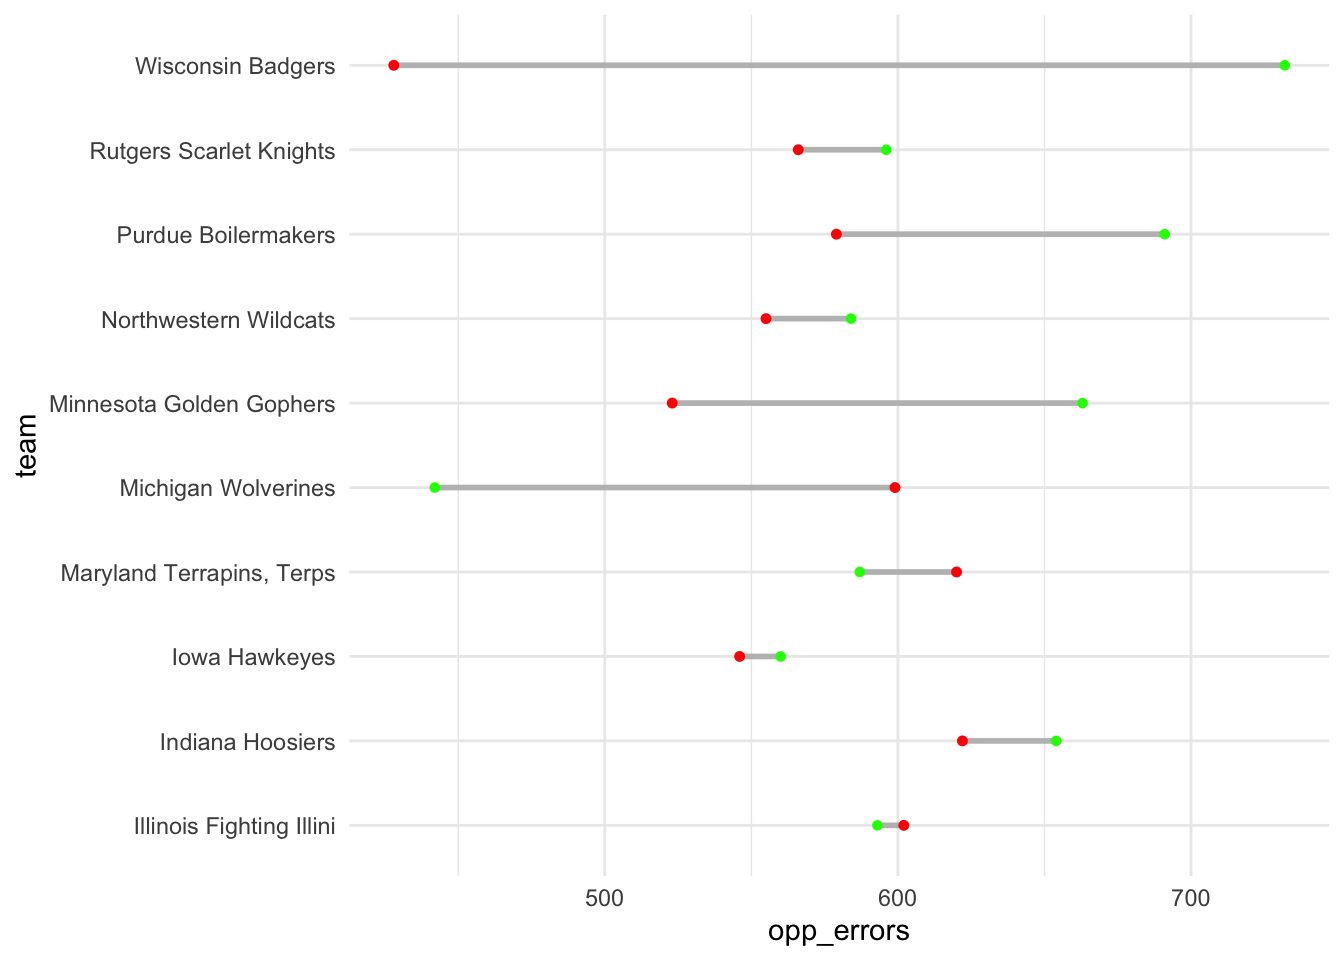 Wisconsin Badgers
Rutgers Scarlet Knights
Purdue Boilermakers
Northwestern Wildcats
Minnesota Golden Gophers
Michigan Wolverines
Maryland Terrapins, Terps
Iowa Hawkeyes
Indiana Hoosiers
Illinois Fighting Illini
team
500 600 700
opp_errors